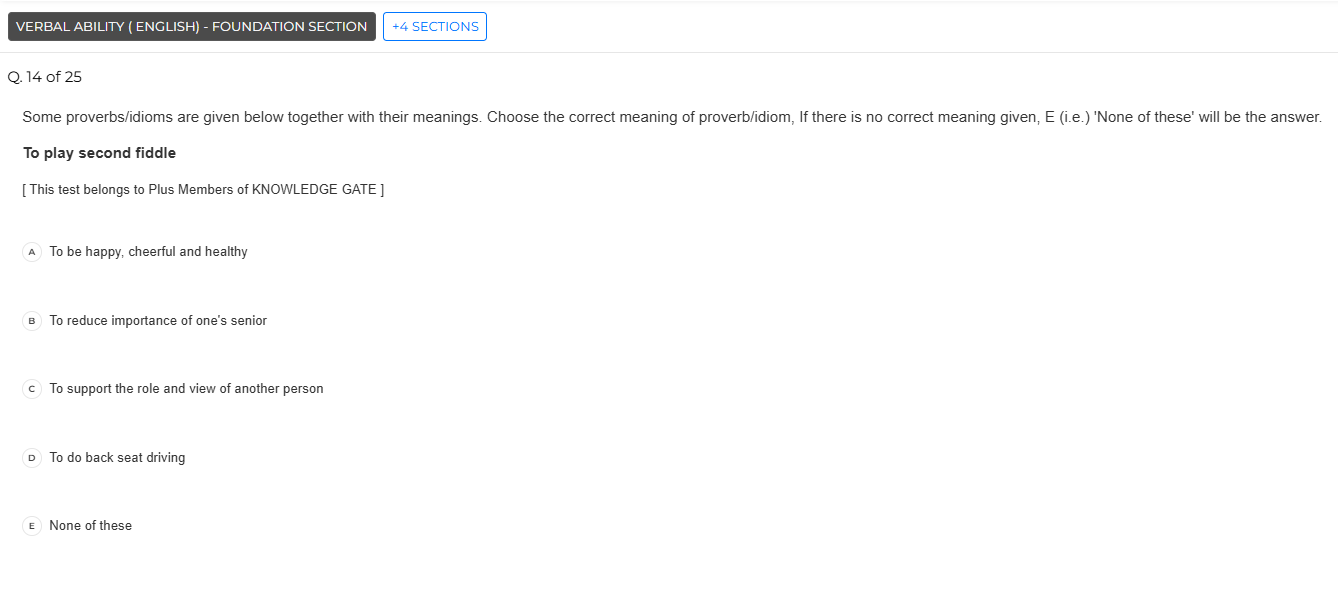 VERBAL ABILITY ( ENGLISH) - FOUNDATION SECTION +4 SECTIONS
Q. 14 of 25
Some proverbs/idioms are given below together with their meanings. Choose the correct meaning of proverb/idiom, If there is no correct meaning given, E (i.e.) 'None of these' will be the answer.
To play second fiddle
[ This test belongs to Plus Members of KNOWLEDGE GATE ]
A To be happy, cheerful and healthy
B To reduce importance of one's senior
C To support the role and view of another person
D To do back seat driving
E None of these